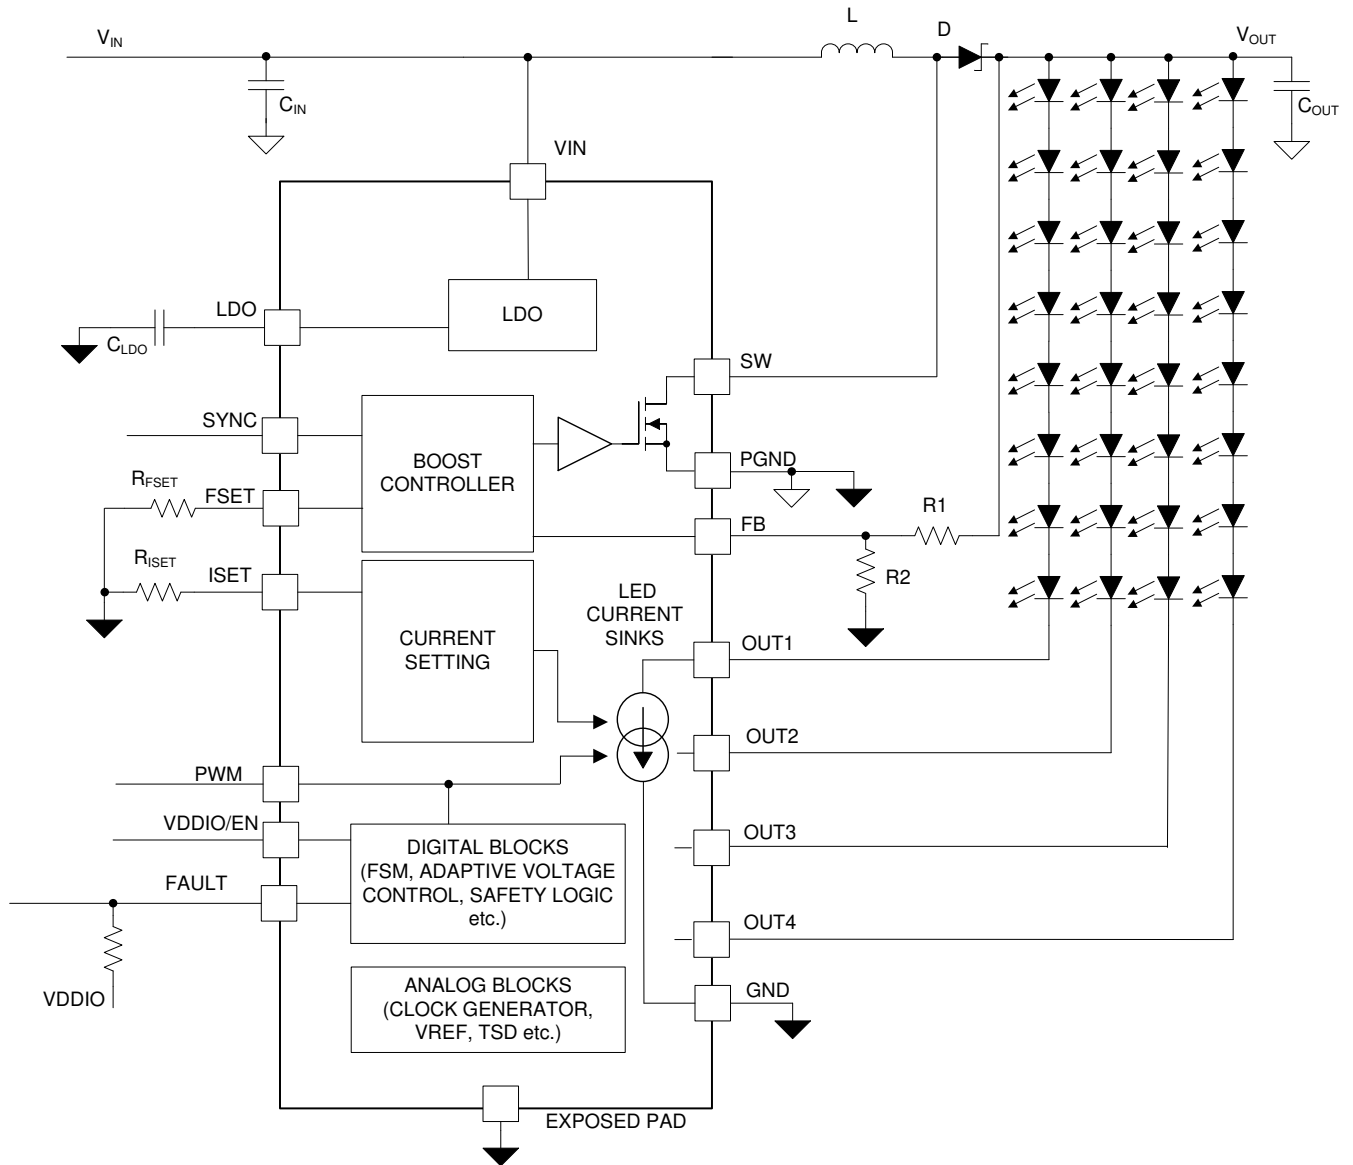 L
D
VIN
VOUT
CIN
COUT
VIN
LDO
LDO
CLDO
SW
SYNC
BOOST
CONTROLLER
PGND
RFSET
FSET
R1
FB
RISET
ISET
R2
LED
CURRENT
SINKS
CURRENT
SETTING
OUT1
OUT2
PWM
VDDIO/EN
DIGITAL BLOCKS
(FSM, ADAPTIVE VOLTAGE
CONTROL, SAFETY LOGIC
etc.)
OUT3
FAULT
OUT4
VDDIO
ANALOG BLOCKS
(CLOCK GENERATOR,
VREF, TSD etc.)
GND
EXPOSED PAD